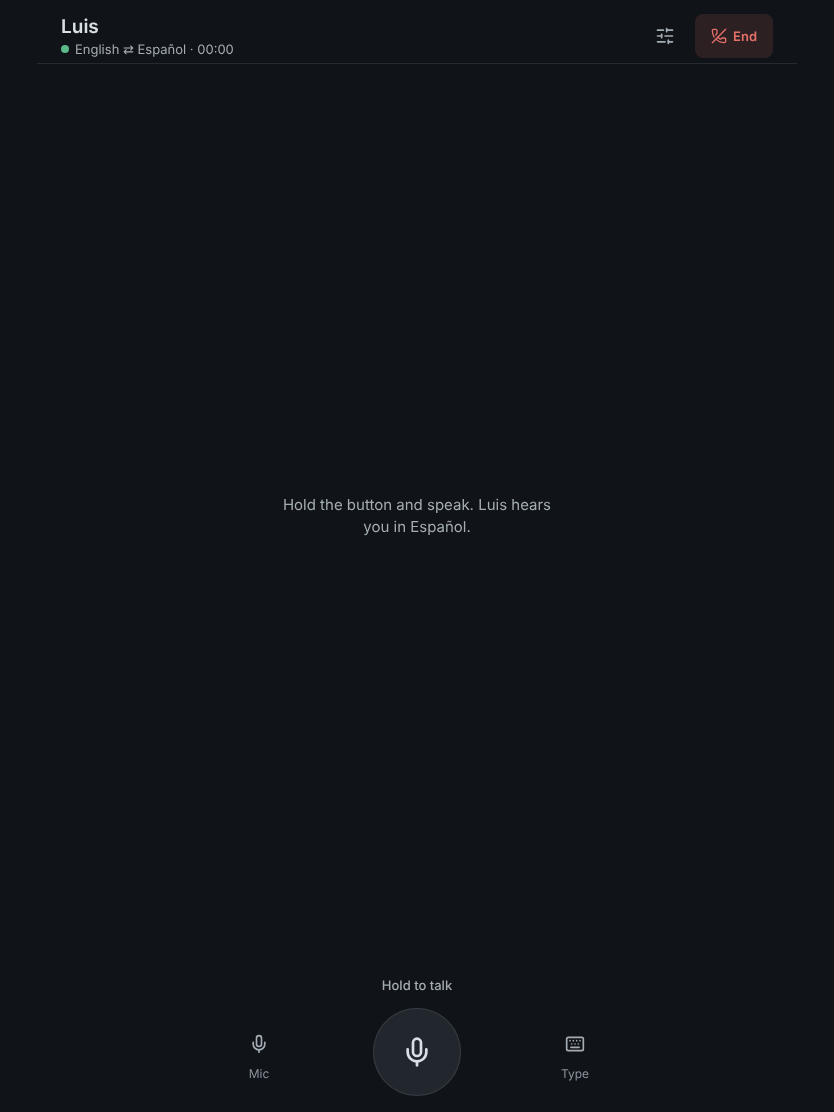 Luis
English ⇄ Español · 00:00
End
Hold the button and speak. Luis hears
you in Español.
Hold to talk
Mic
Type